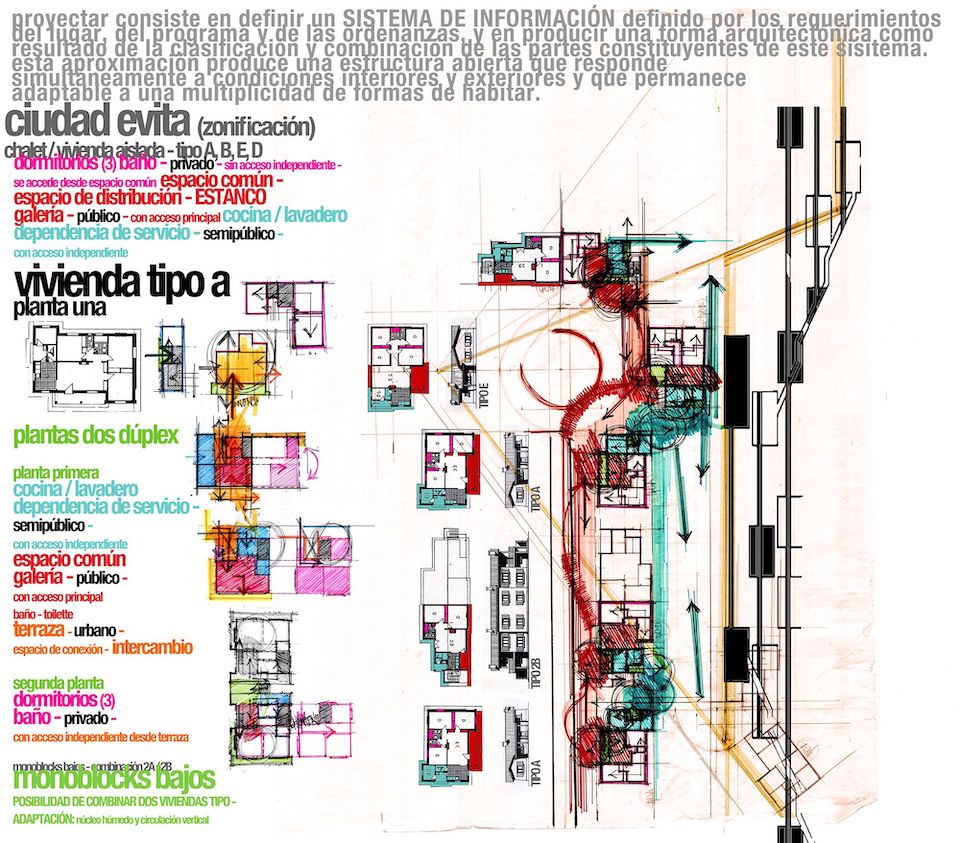 proyectar consiste en definir un SISTEMA DE INFORMACIÓN definido por los requerimientos
del lugar, del programa y de las ordenanzas, y en producir una forma arquitectónica como
resultado de la clasificación y combinación de las partes constituyentes de este sisitema.
esta aproximación produce una estructura abierta que responde
simultáneamente a condiciones interiores y exteriores y que permanece
adaptable a una multiplicidad de formas de habitar.
ciudad evita (zonificación)
chalet / vivienda aislada - tipo A, B, E, D
dormitorios (3) baño - privado - sin acceso independiente -
se accede desde espacio común espacio común -
espacio de distribución - ESTANCO
galería - público - con acceso principal cocina / lavadero
dependencia de servicio - semipúblico -
con acceso independiente
vivienda tipo a
planta una
plantas dos dúplex
planta primera
cocina / lavadero
dependencia de servicio -
semipúblico -
con acceso independiente
espacio común
galería - público -
con acceso principal
baño - toilette
terraza - urbano -
espacio de conexión - intercambio
segunda planta
dormitorios (3)
baño - privado -
con acceso independiente desde terraza
monoblocks bajos - combinación 2A / 2B
monoblocks bajos
POSIBILIDAD DE COMBINAR DOS VIVIENDAS TIPO -
ADAPTACIÓN: núcleo húmedo y circulación vertical
TIPO E
TIPO A
TIPO 2B
TIPO A